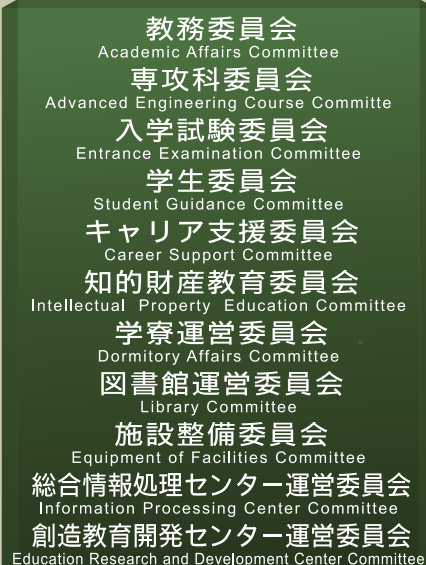 教務委員会
Academic Affairs Committee
専攻科委員会
Advanced Engineering Course Committe
入学試験委員会
Entrance Examination Committee
学生委員会
Student Guidance Committee
キャリア支援委員会
Career Support Committee
知的財産教育委員会
Intellectual Property Education Committee
学寮運営委員会
Dormitory Affairs Committee
図書館運営委員会
Library Committee
施設整備委員会
Equipment of Facilities Committee
総合情報処理センター運営委員会
Information Processing Center Committee
創造教育開発センター運営委員会
Education Research and Development Center Committee